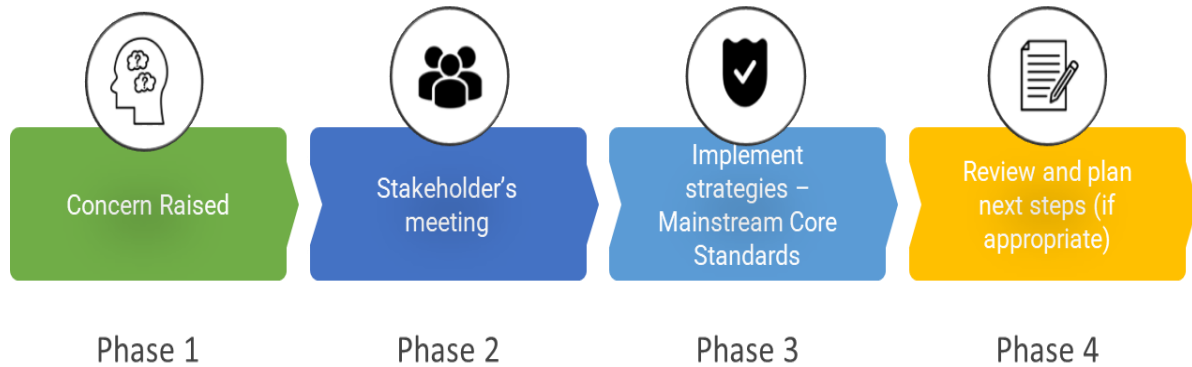 Concern Raised
Stakeholder’s
meeting
Implement
strategies –
Mainstream Core
Standards
Review and plan
next steps (if
appropriate)
Phase 1
Phase 2
Phase 3
Phase 4